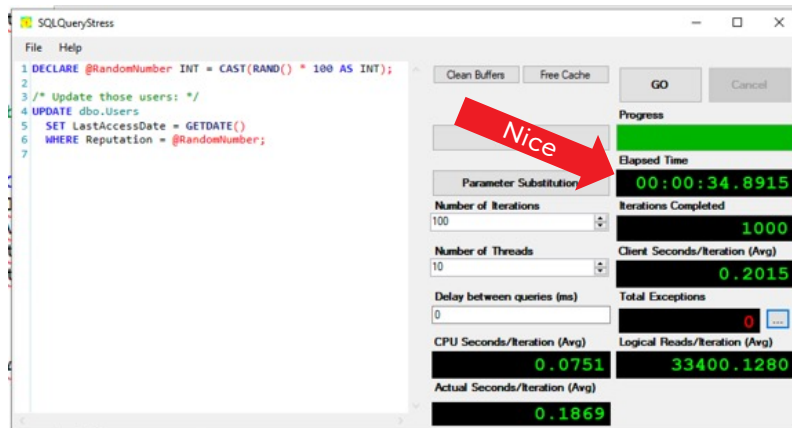 SQLQueryStress
File Help
1 DECLARE @RandomNumber INT = CAST(RAND() * 100 AS INT);
2
3 /* Update those users: */
4 UPDATE dbo.Users
5 SET LastAccessDate = GETDATE()
6 WHERE Reputation = @RandomNumber;
7
Clean Buffers Free Cache
GO Cancel
Progress
Nice
Elapsed Time
00:00:34.8915
Parameter Substitution
Number of Iterations
100
Iterations Completed
1000
Number of Threads
10
Client Seconds/Iteration (Avg)
0.2015
Delay between queries (ms)
0
Total Exceptions
0 ...
CPU Seconds/Iteration (Avg)
0.0751
Logical Reads/Iteration (Avg)
33400.1280
Actual Seconds/Iteration (Avg)
0.1869